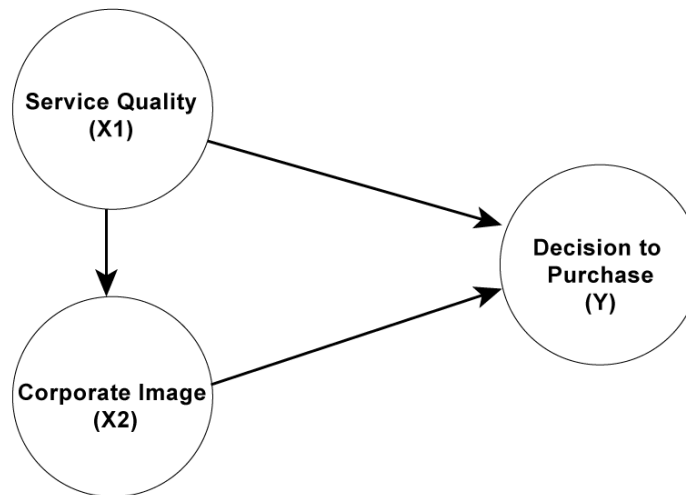 Service Quality
(X1)
Decision to
Purchase
(Y)
Corporate Image
(X2)